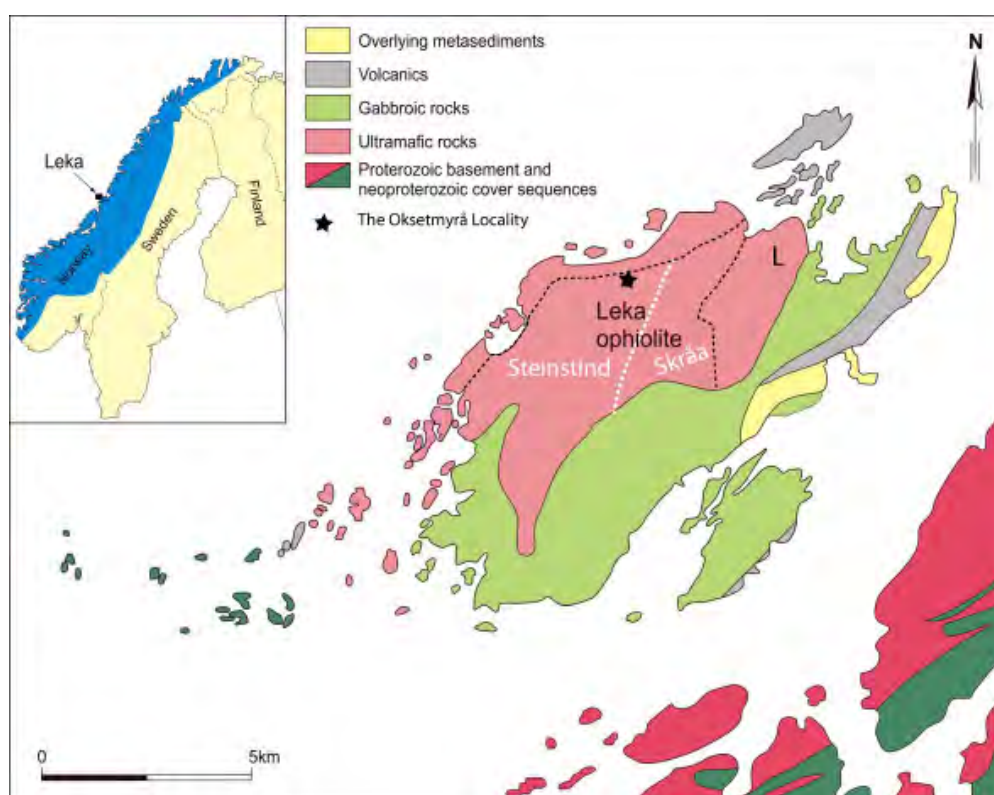 Overlying metasediments
Volcanics
Gabbroic rocks
Ultramafic rocks
Proterozoic basement and
neoproterozoic cover sequences
The Oksetmyrå Locality
N
Leka
Norway
Sweden
Finland
L
Leka
ophiolite
Steinstind
Skråa
0
5km